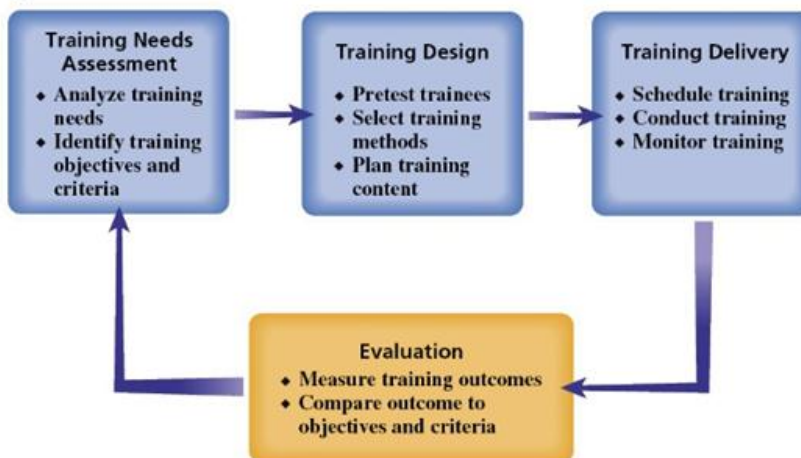 Training Needs
Assessment
◆ Analyze training
needs
◆ Identify training
objectives and
criteria
Training Design
◆ Pretest trainees
◆ Select training
methods
◆ Plan training
content
Training Delivery
◆ Schedule training
◆ Conduct training
◆ Monitor training
Evaluation
◆ Measure training outcomes
◆ Compare outcome to
objectives and criteria